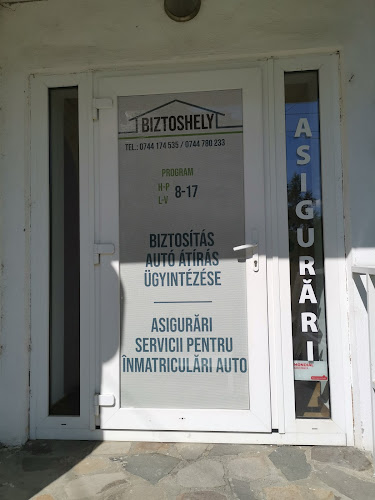 BIZTOSHELY
TEL.: 0744 174 535 / 0744 780 233
PROGRAM
H-P 8-17
L-V
BIZTOSÍTÁS
AUTÓ ÁTÍRÁS
ÜGYINTÉZÉSE
ASIGURĂRI
SERVICII PENTRU
ÎNMATRICULĂRI AUTO
ASIGURĂRI